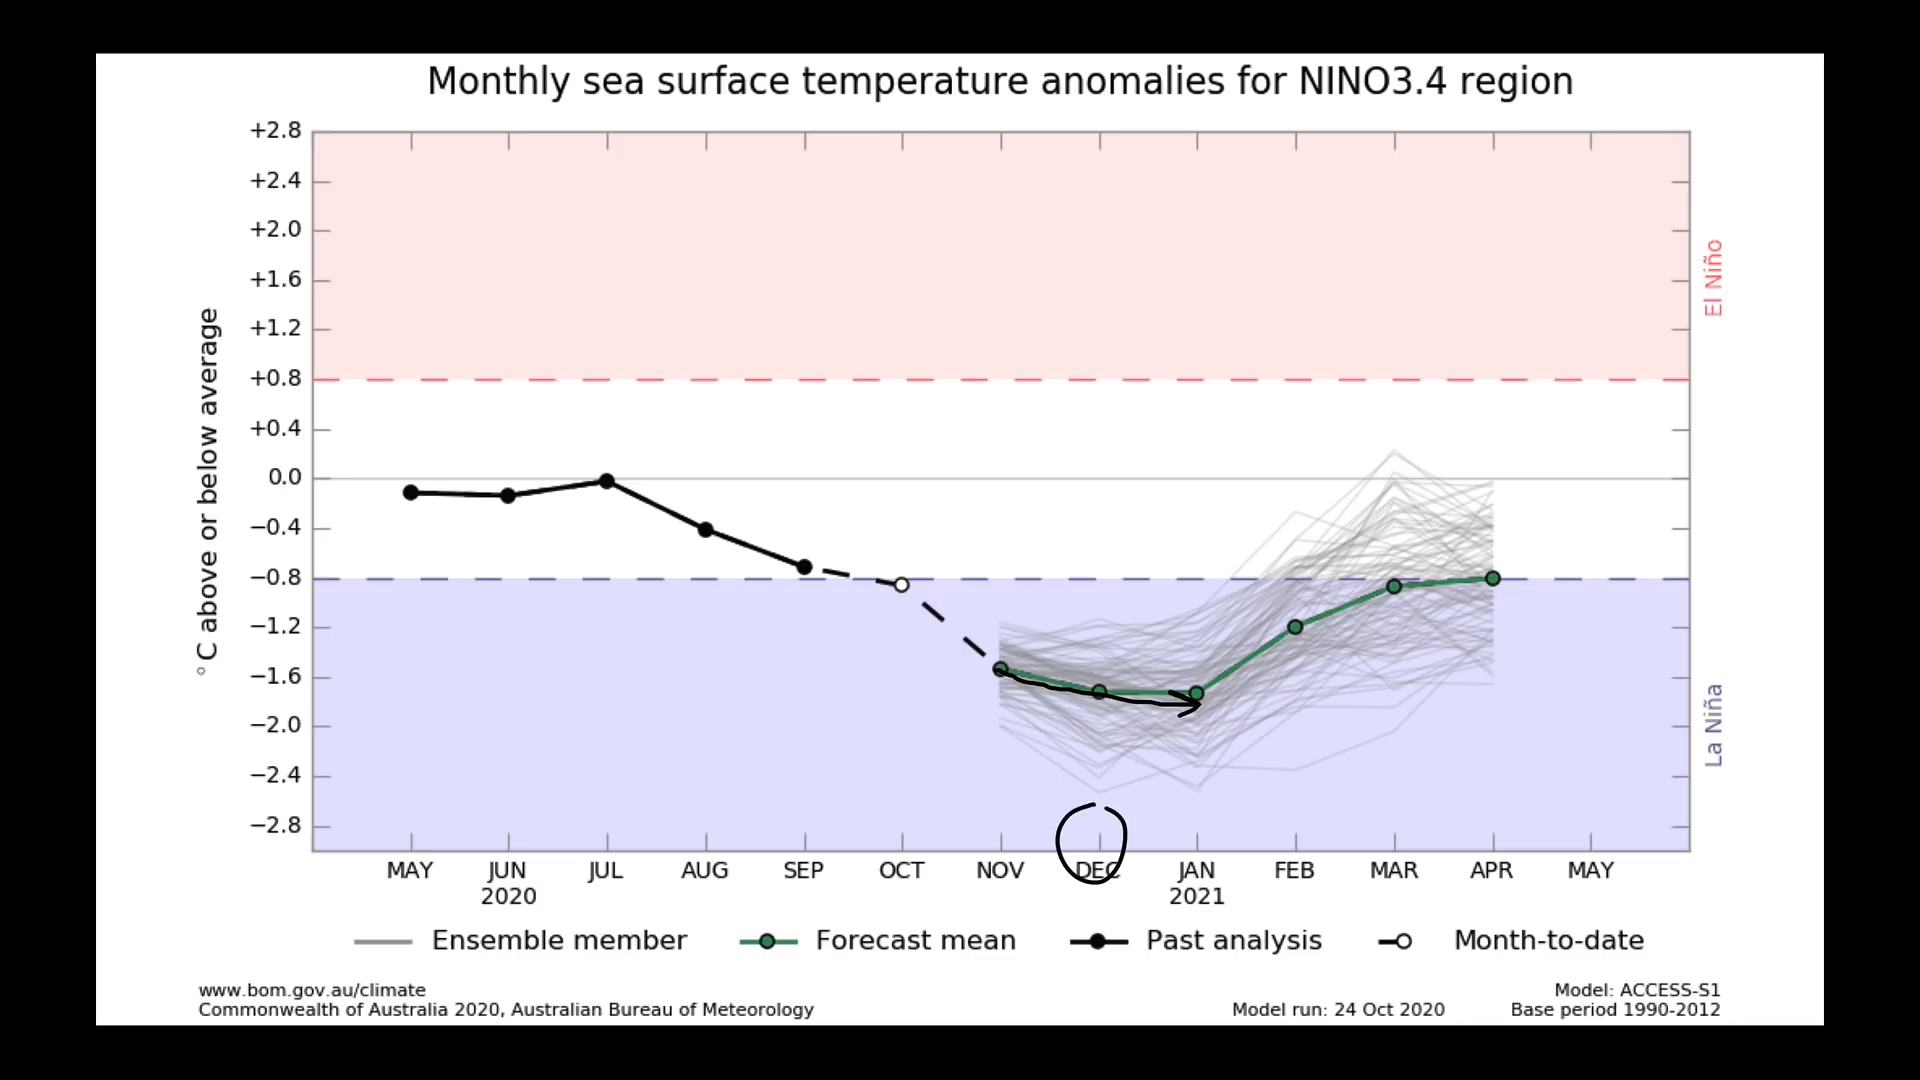 Monthly sea surface temperature anomalies for NINO3.4 region
+2.8
+2.4
+2.0
+1.6
+1.2
+0.8
+0.4
0.0
−0.4
−0.8
−1.2
−1.6
−2.0
−2.4
−2.8
°C above or below average
El Niño
La Niña
MAY JUN JUL AUG SEP OCT NOV DEC JAN FEB MAR APR MAY
2020 2021
Ensemble member Forecast mean Past analysis Month-to-date
www.bom.gov.au/climate Model: ACCESS-S1
Commonwealth of Australia 2020, Australian Bureau of Meteorology Model run: 24 Oct 2020 Base period 1990-2012